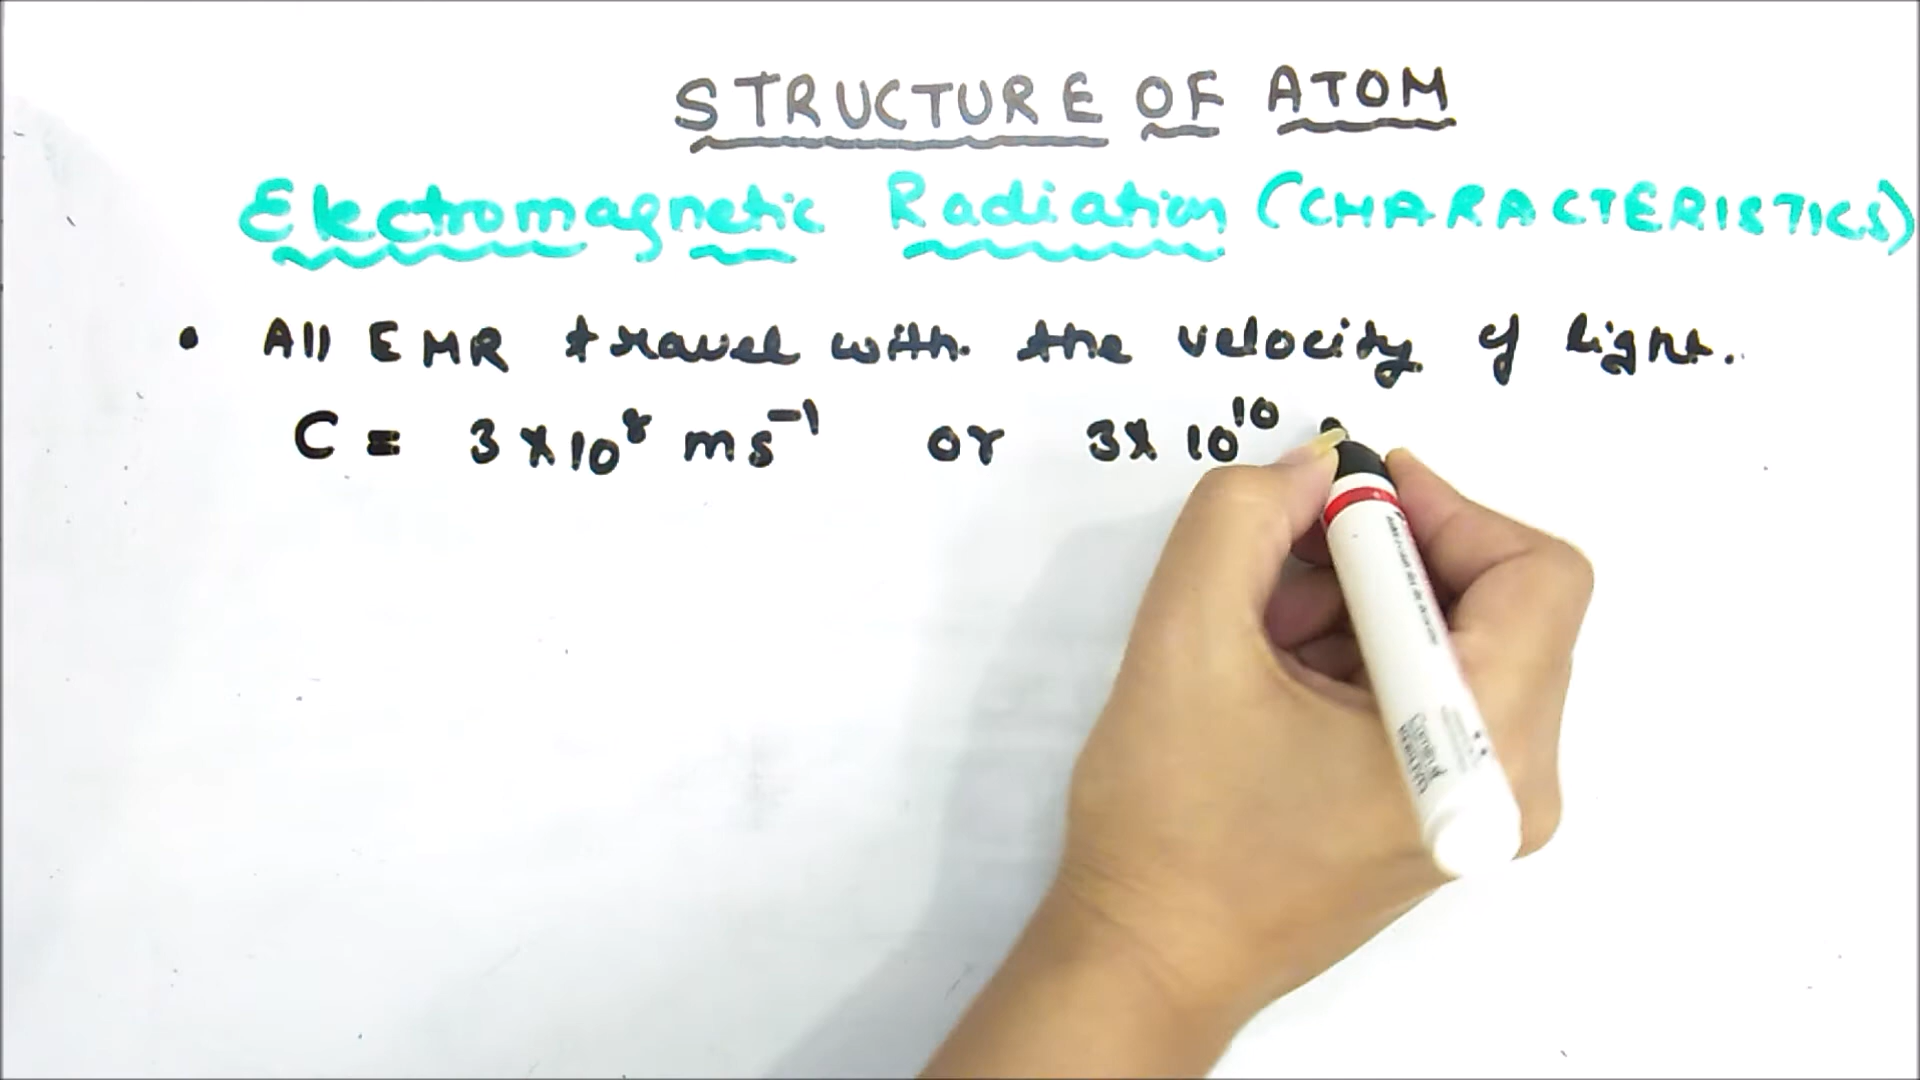 STRUCTURE OF ATOM
Electromagnetic Radiation (CHARACTERISTICS)
• All EMR travel with the velocity of light.
C = 3 × 10⁸ ms⁻¹ or 3 × 10¹⁰